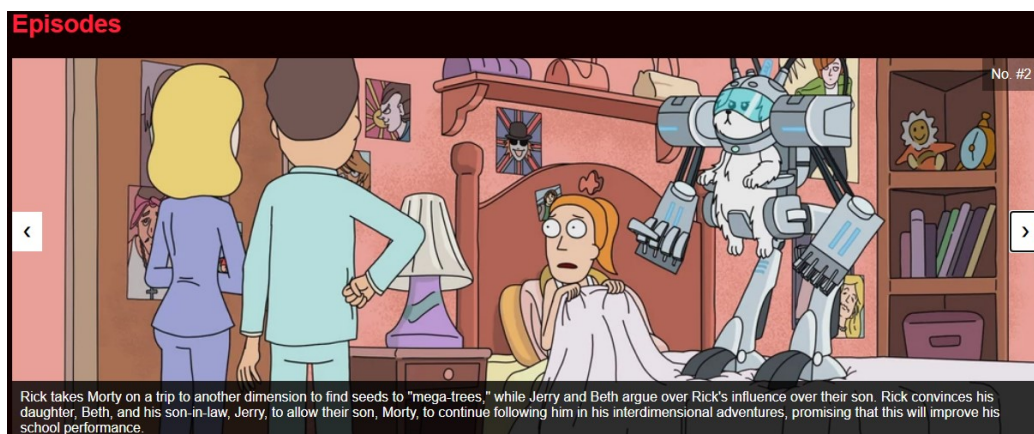 Episodes
No. #2
‹
›
Rick takes Morty on a trip to another dimension to find seeds to "mega-trees," while Jerry and Beth argue over Rick's influence over their son. Rick convinces his
daughter, Beth, and his son-in-law, Jerry, to allow their son, Morty, to continue following him in his interdimensional adventures, promising that this will improve his
school performance.